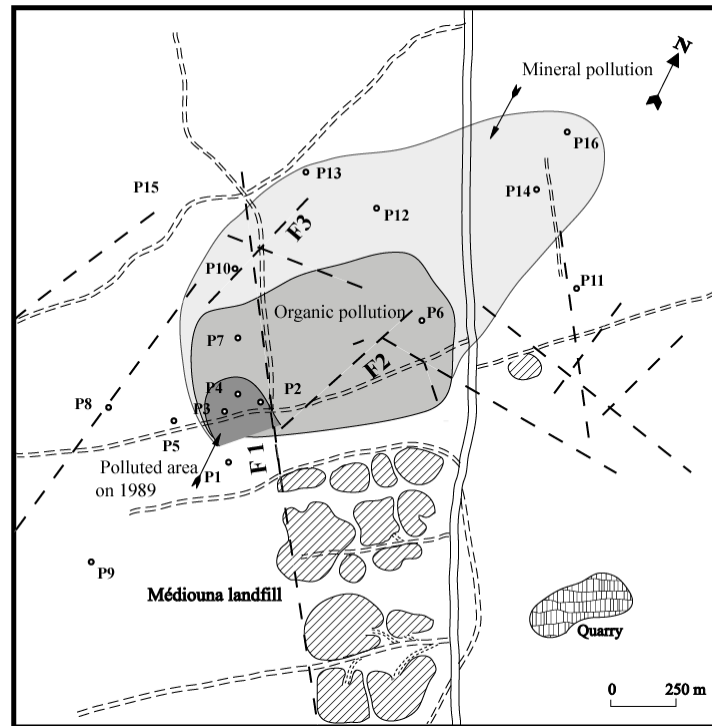 N
Mineral pollution
P16
P13
P14
P15
P12
F3
P10
P11
Organic pollution
P6
P7
F2
P4
P2
P8
P3
P5
F 1
Polluted area
on 1989
P1
P9
Médiouna landfill
Quarry
0 250 m